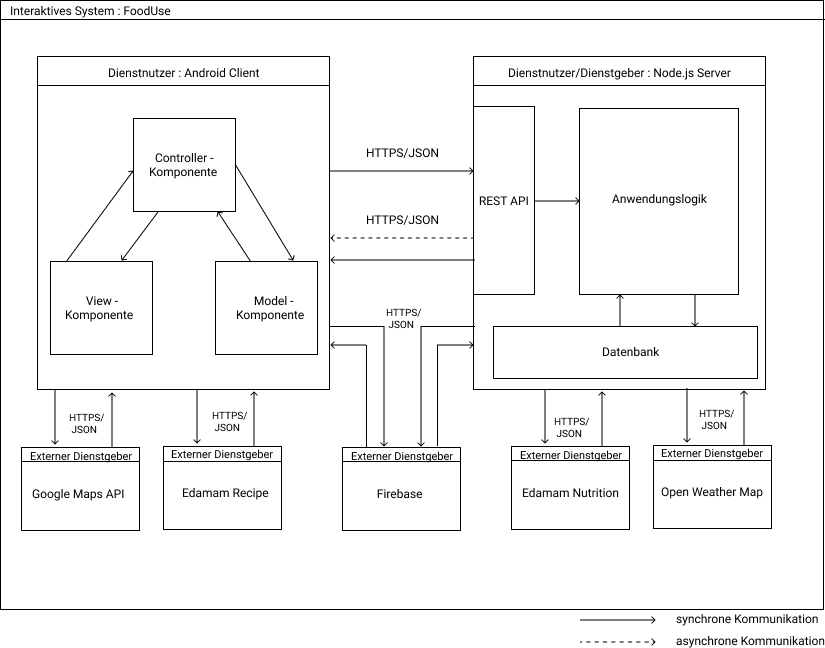 Interaktives System : FoodUse
Dienstnutzer : Android Client
Dienstnutzer/Dienstgeber : Node.js Server
Controller -
Komponente
View -
Komponente
Model -
Komponente
HTTPS/JSON
HTTPS/JSON
HTTPS/
JSON
REST API
Anwendungslogik
Datenbank
HTTPS/
JSON
HTTPS/
JSON
HTTPS/
JSON
HTTPS/
JSON
Externer Dienstgeber
Google Maps API
Externer Dienstgeber
Edamam Recipe
Externer Dienstgeber
Firebase
Externer Dienstgeber
Edamam Nutrition
Externer Dienstgeber
Open Weather Map
synchrone Kommunikation
asynchrone Kommunikation